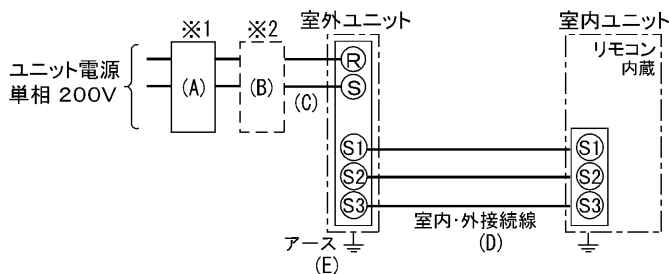 ※1
※2
室外ユニット
室内ユニット
ユニット電源
単相 200V
(A)
(B)
(C)
R
S
リモコン
内蔵
S1
S2
S3
S1
S2
S3
室内・外接続線
(D)
アース
(E)